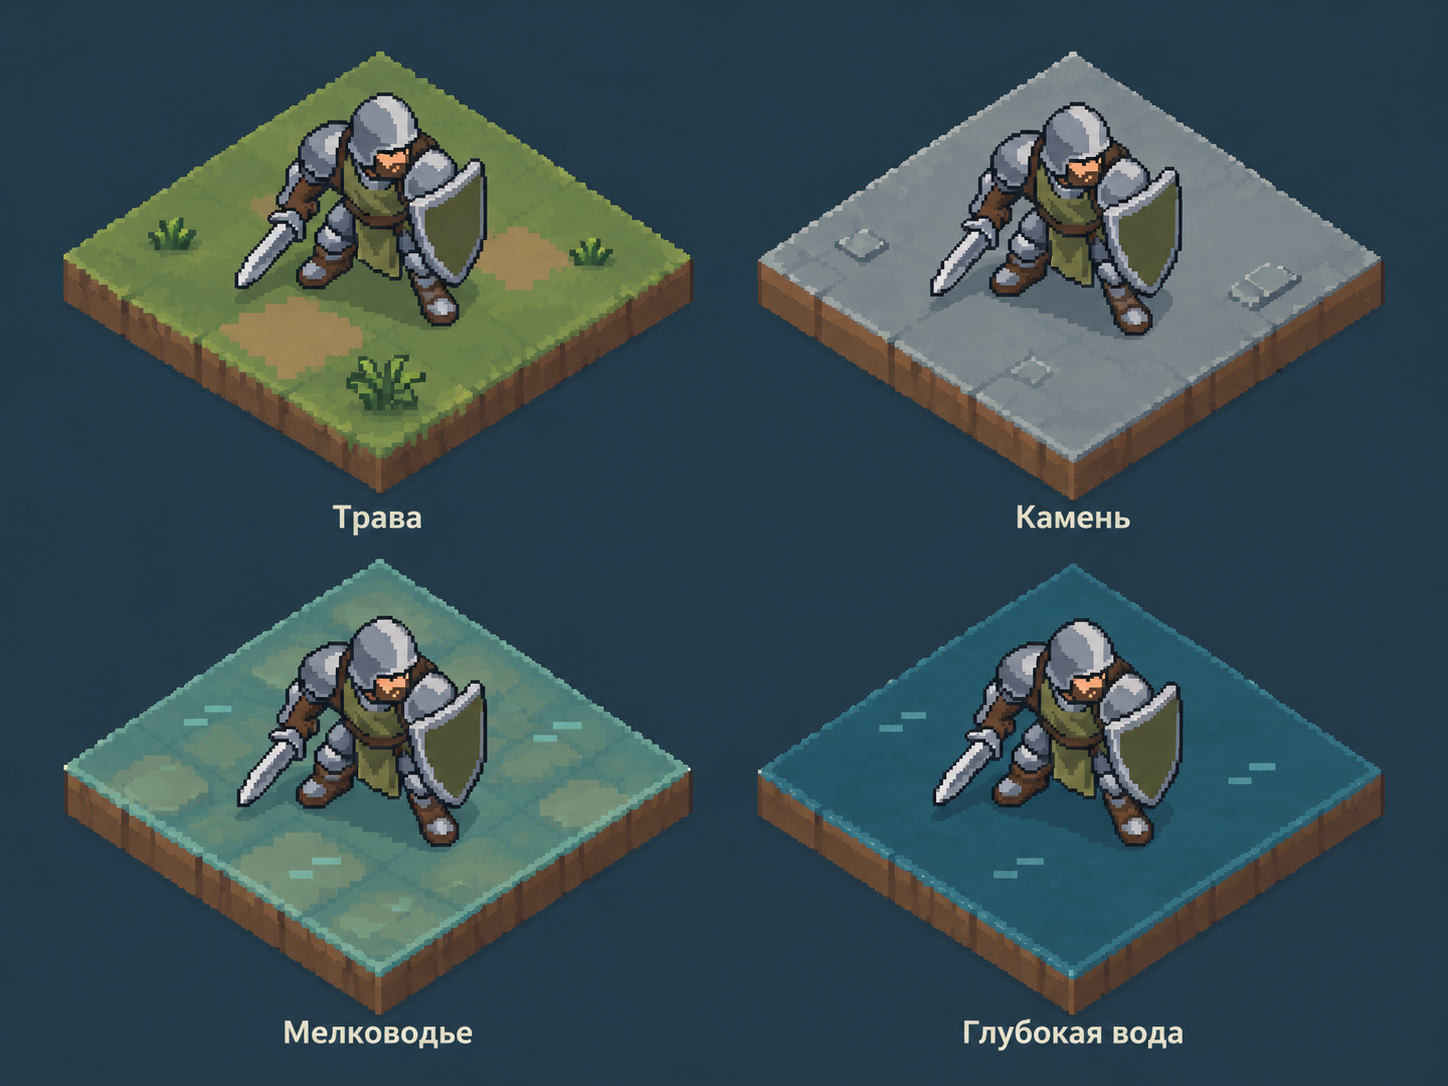 Трава
Камень
Мелководье
Глубокая вода